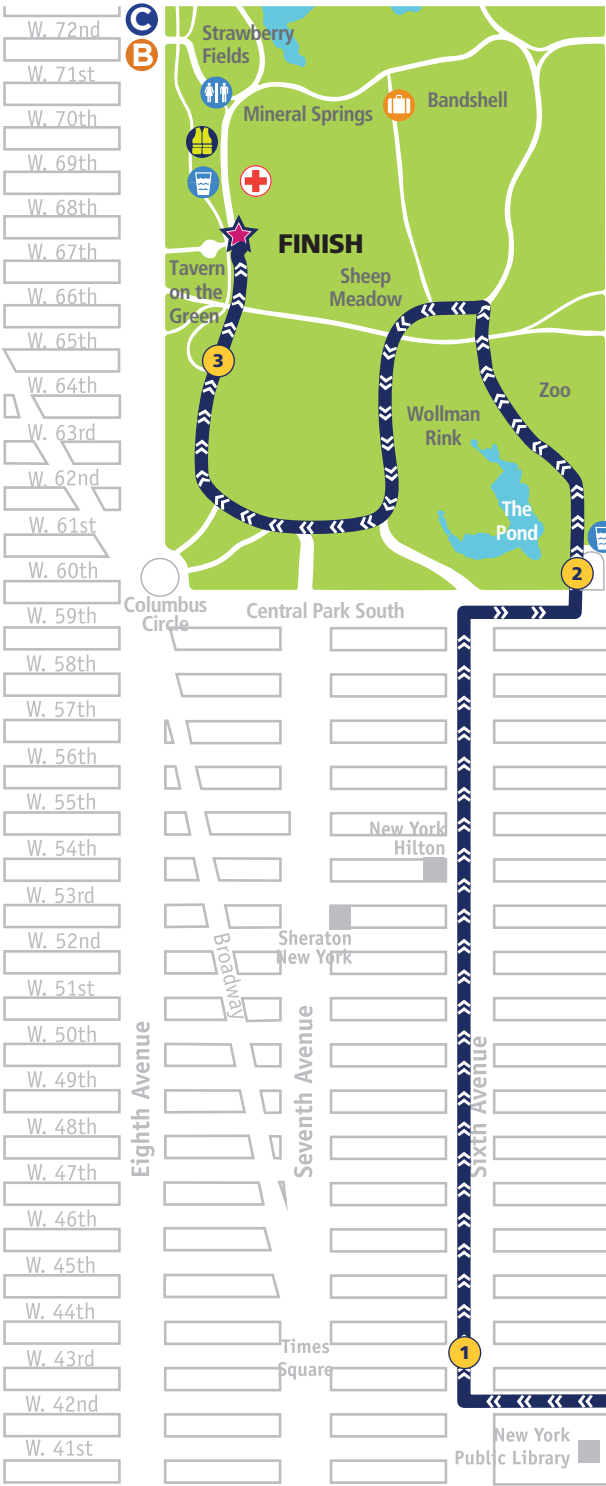 C
B
W. 72nd
W. 71st
W. 70th
W. 69th
W. 68th
W. 67th
W. 66th
W. 65th
W. 64th
W. 63rd
W. 62nd
W. 61st
W. 60th
W. 59th
W. 58th
W. 57th
W. 56th
W. 55th
W. 54th
W. 53rd
W. 52nd
W. 51st
W. 50th
W. 49th
W. 48th
W. 47th
W. 46th
W. 45th
W. 44th
W. 43rd
W. 42nd
W. 41st
Strawberry
Fields
Mineral Springs
Bandshell
FINISH
Tavern
on the
Green
Sheep
Meadow
3
Zoo
Wollman
Rink
The
Pond
2
Columbus
Circle
Central Park South
New York
Hilton
Sheraton
New York
Broadway
Eighth Avenue
Seventh Avenue
Sixth Avenue
1
Times
Square
New York
Public Library